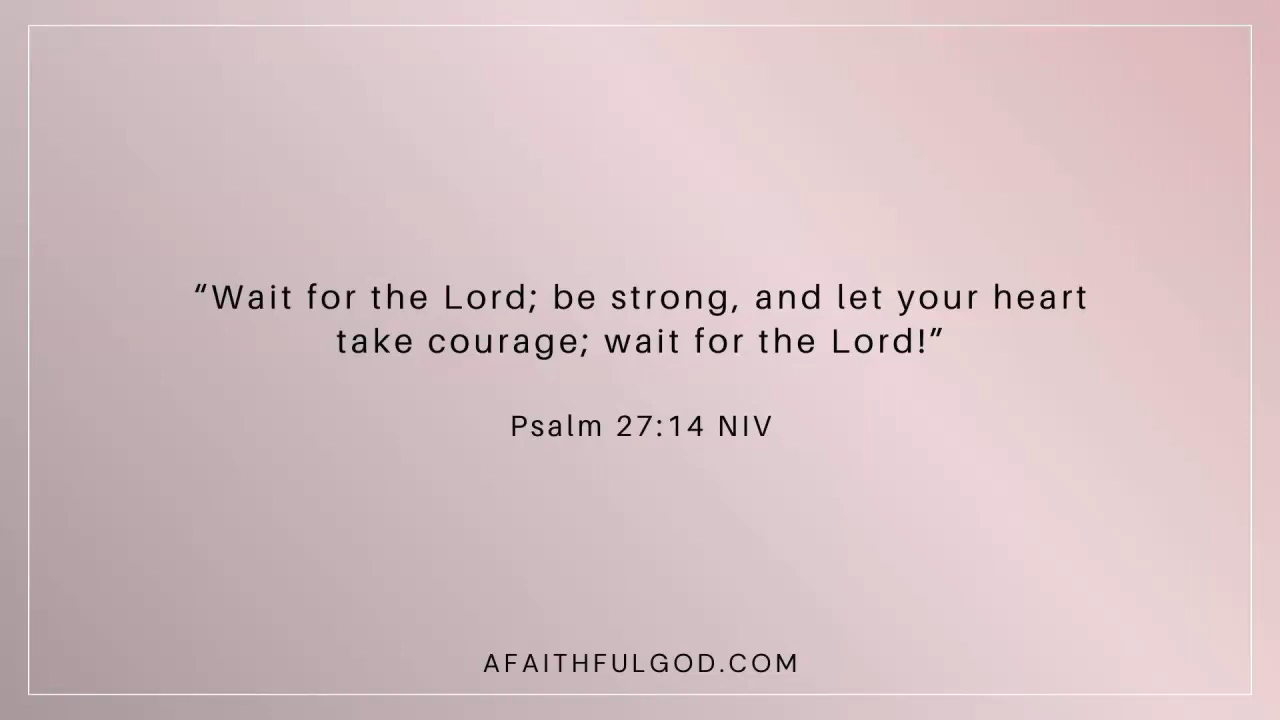 “Wait for the Lord; be strong, and let your heart
take courage; wait for the Lord!”
Psalm 27:14 NIV
AFAITHFULGOD.COM